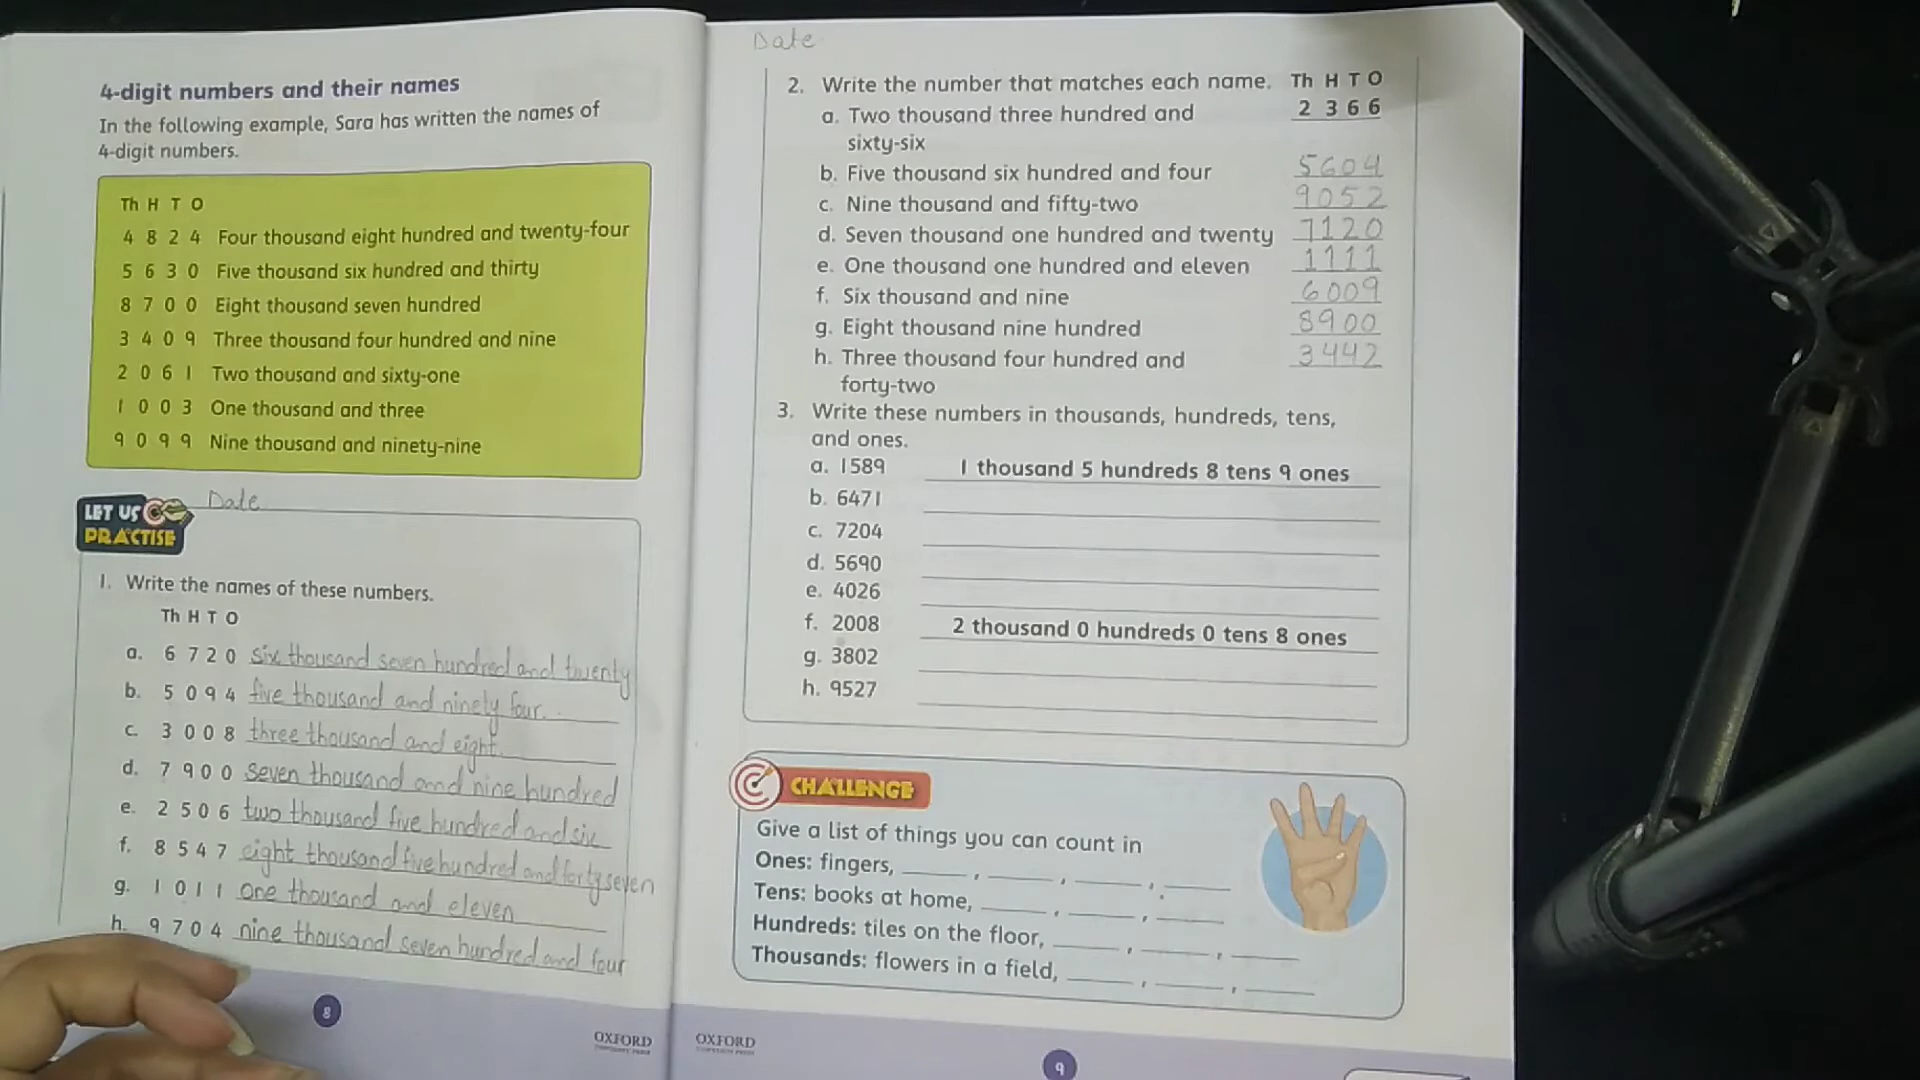 4-digit numbers and their names
In the following example, Sara has written the names of
4-digit numbers.
Th H T O
4 8 2 4 Four thousand eight hundred and twenty-four
5 6 3 0 Five thousand six hundred and thirty
8 7 0 0 Eight thousand seven hundred
3 4 0 9 Three thousand four hundred and nine
2 0 6 1 Two thousand and sixty-one
1 0 0 3 One thousand and three
9 0 9 9 Nine thousand and ninety-nine
LET US
PRACTISE
Date
1. Write the names of these numbers.
Th H T O
a. 6 7 2 0 six thousand seven hundred and twenty
b. 5 0 9 4 five thousand and ninety four.
c. 3 0 0 8 three thousand and eight.
d. 7 9 0 0 seven thousand and nine hundred
e. 2 5 0 6 two thousand five hundred and six
f. 8 5 4 7 eight thousand five hundred and forty seven
g. 1 0 1 1 one thousand and eleven
h. 9 7 0 4 nine thousand seven hundred and four
8
OXFORD
Date
2. Write the number that matches each name. Th H T O
a. Two thousand three hundred and 2 3 6 6
sixty-six
b. Five thousand six hundred and four 5604
c. Nine thousand and fifty-two 9052
d. Seven thousand one hundred and twenty 7120
e. One thousand one hundred and eleven 1111
f. Six thousand and nine 6009
g. Eight thousand nine hundred 8900
h. Three thousand four hundred and 3442
forty-two
3. Write these numbers in thousands, hundreds, tens,
and ones.
a. 1589 1 thousand 5 hundreds 8 tens 9 ones
b. 6471
c. 7204
d. 5690
e. 4026
f. 2008 2 thousand 0 hundreds 0 tens 8 ones
g. 3802
h. 9527
CHALLENGE
Give a list of things you can count in
Ones: fingers, ______ , ______ , ______ , ______
Tens: books at home, ______ , ______ , ______
Hundreds: tiles on the floor, ______ , ______ , ______
Thousands: flowers in a field, ______ , ______ , ______
OXFORD
9